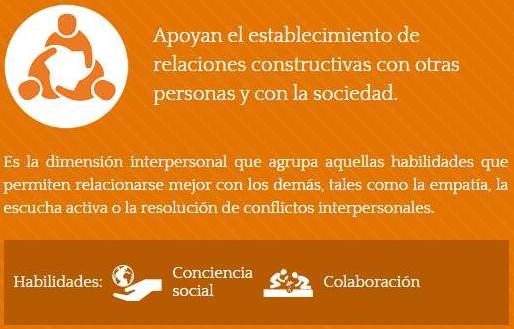 Apoyan el establecimiento de
relaciones constructivas con otras
personas y con la sociedad.
Es la dimensión interpersonal que agrupa aquellas habilidades que
permiten relacionarse mejor con los demás, tales como la empatía, la
escucha activa o la resolución de conflictos interpersonales.
Habilidades:
Conciencia
social
Colaboración